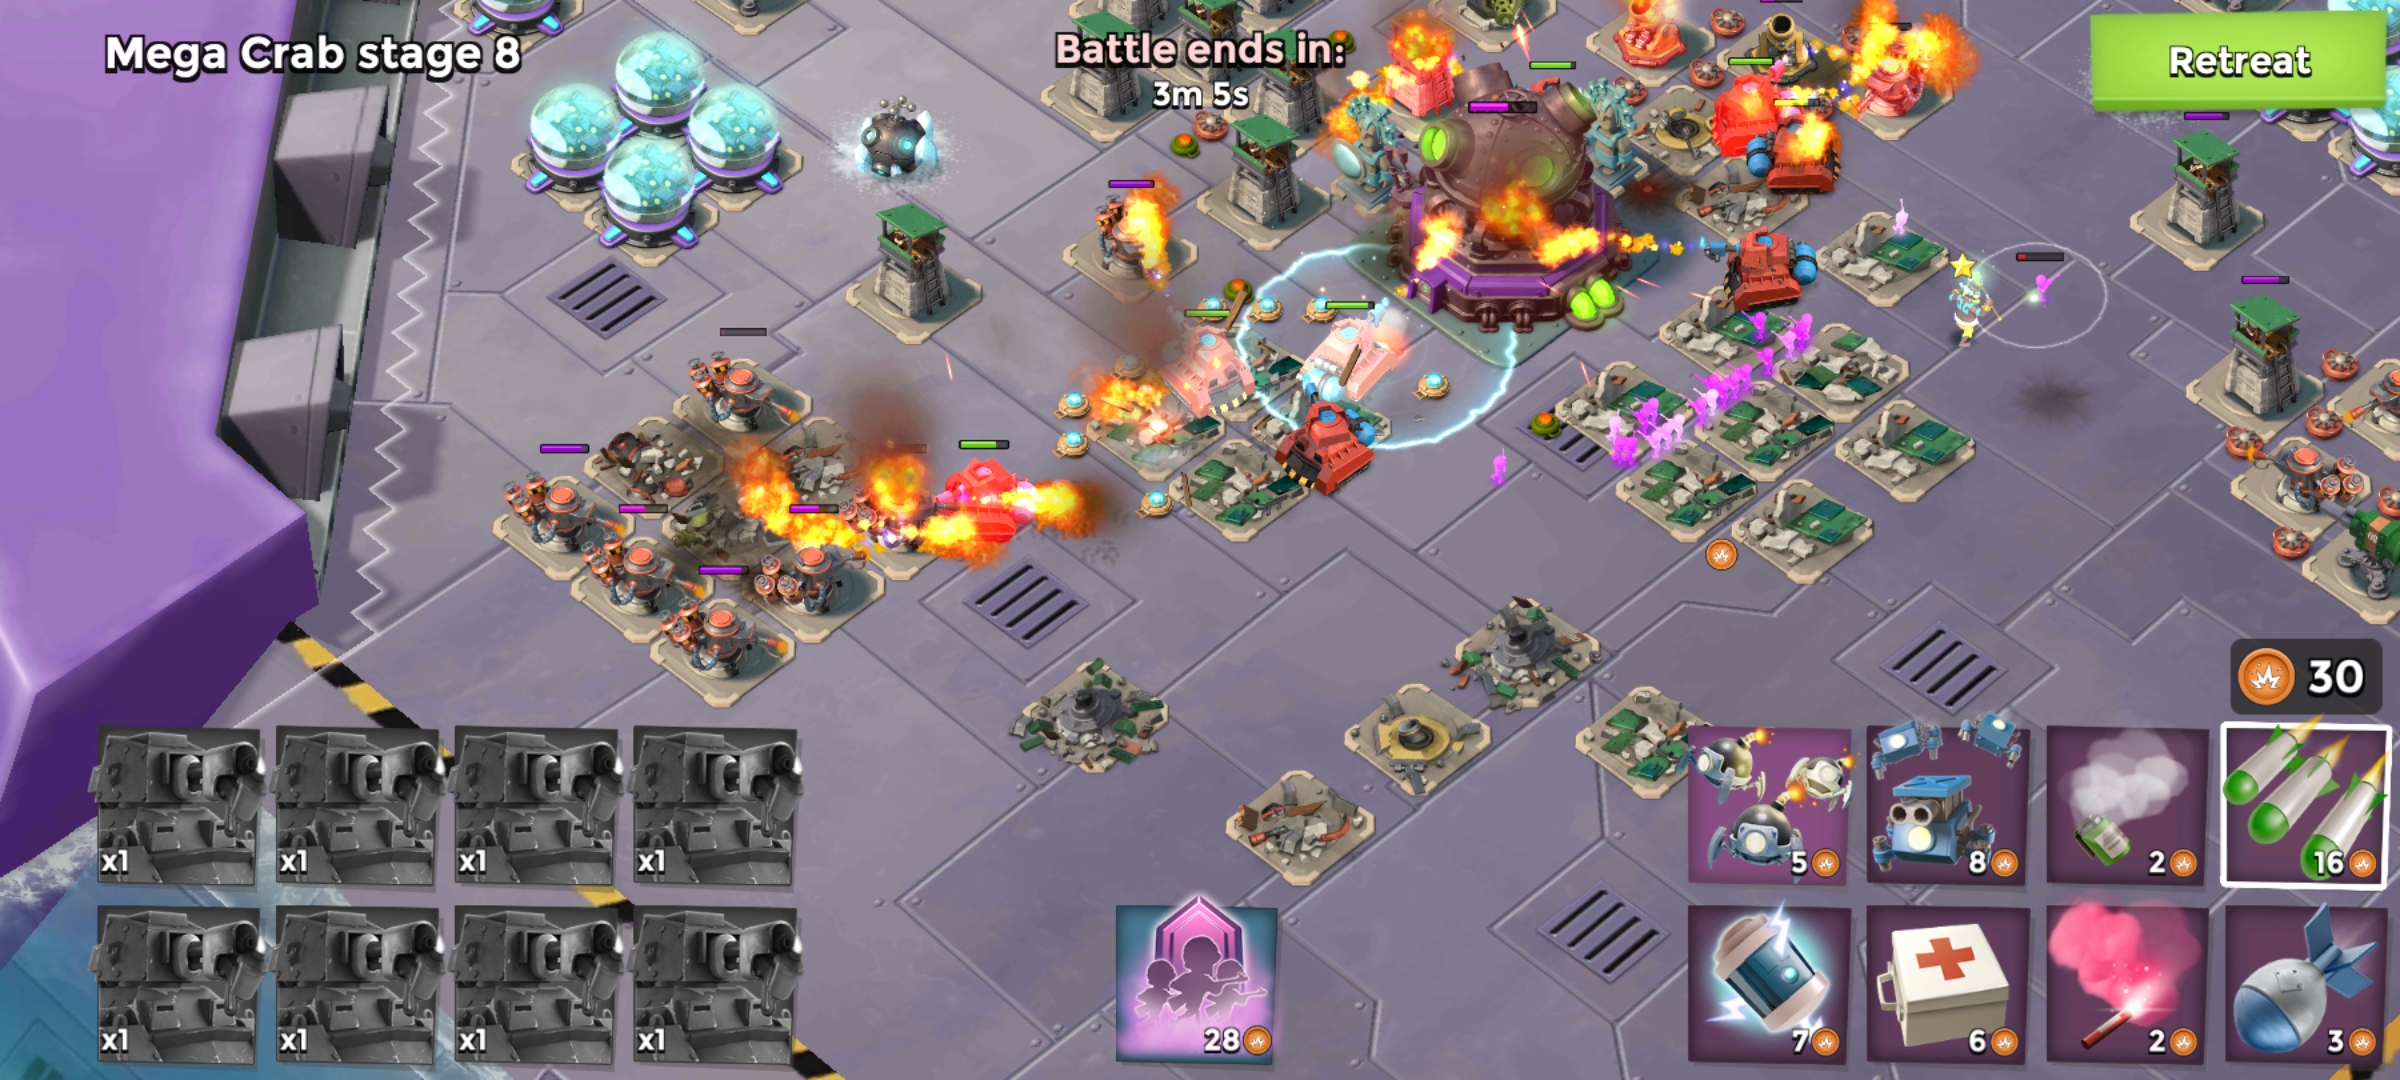 Mega Crab stage 8
Battle ends in:
3m 5s
Retreat
30
x1 x1 x1 x1
5 8 2 16
x1 x1 x1 x1
28
7 6 2 3